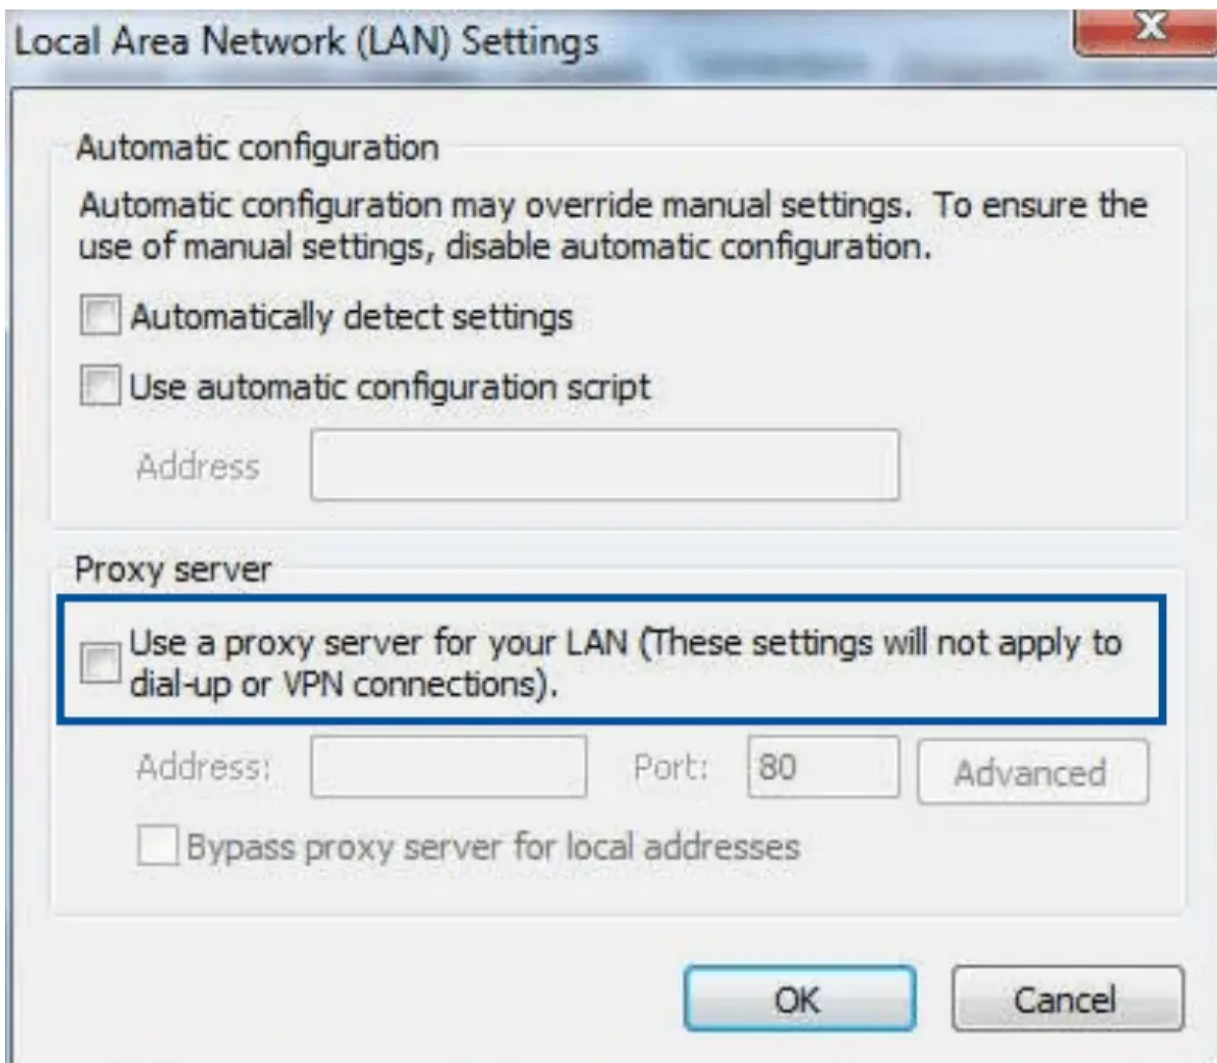 Local Area Network (LAN) Settings
Automatic configuration
Automatic configuration may override manual settings. To ensure the
use of manual settings, disable automatic configuration.
Automatically detect settings
Use automatic configuration script
Address
Proxy server
Use a proxy server for your LAN (These settings will not apply to
dial-up or VPN connections).
Address: Port: 80 Advanced
Bypass proxy server for local addresses
OK Cancel